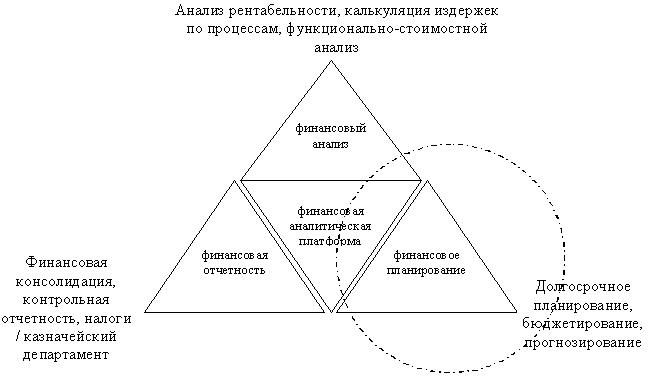 Анализ рентабельности, калькуляция издержек
по процессам, функционально-стоимостной
анализ
финансовый
анализ
финансовая
аналитическая
платформа
финансовая
отчетность
финансовое
планирование
Финансовая
консолидация,
контрольная
отчетность, налоги
/ казначейский
департамент
Долгосрочное
планирование,
бюджетирование,
прогнозирование